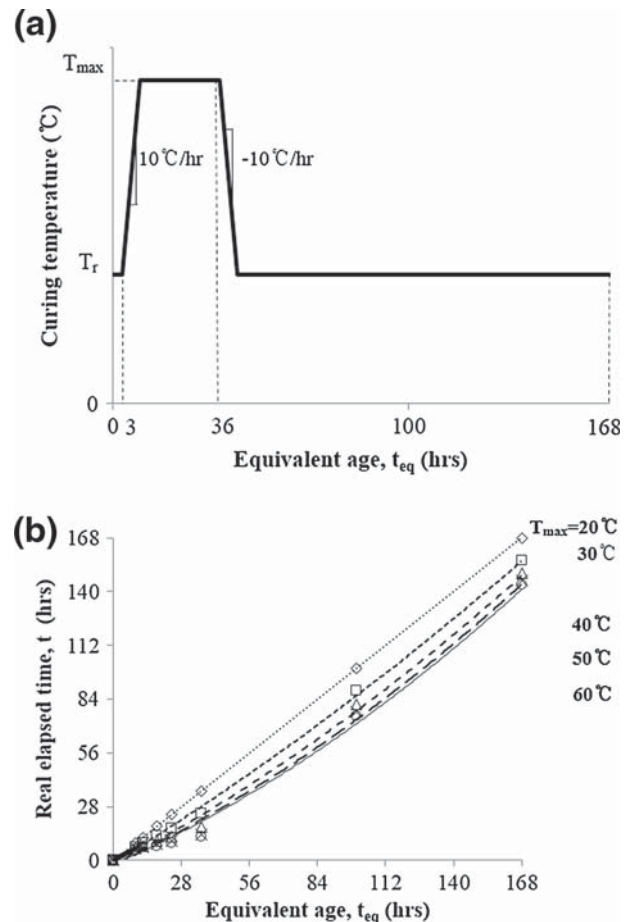 (a)
Tmax
10℃/hr
-10℃/hr
Tr
Curing temperature (℃)
0
0 3 36 100 168
Equivalent age, teq (hrs)
(b)
168
140
112
84
56
28
0
Real elapsed time, t (hrs)
Tmax=20℃
30℃
40℃
50℃
60℃
0 28 56 84 112 140 168
Equivalent age, teq (hrs)